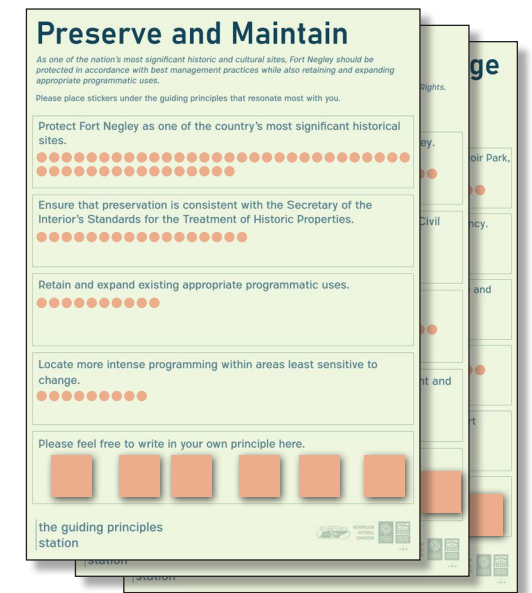 Preserve and Maintain
As one of the nation's most significant historic and cultural sites, Fort Negley should be
protected in accordance with best management practices while also retaining and expanding
appropriate programmatic uses.
Please place stickers under the guiding principles that resonate most with you.
Protect Fort Negley as one of the country's most significant historical
sites.
Ensure that preservation is consistent with the Secretary of the
Interior's Standards for the Treatment of Historic Properties.
Retain and expand existing appropriate programmatic uses.
Locate more intense programming within areas least sensitive to
change.
Please feel free to write in your own principle here.
the guiding principles
station
Rights.
ey.
Civil
nt and
station
ge
oir Park,
ncy.
and
rt
station